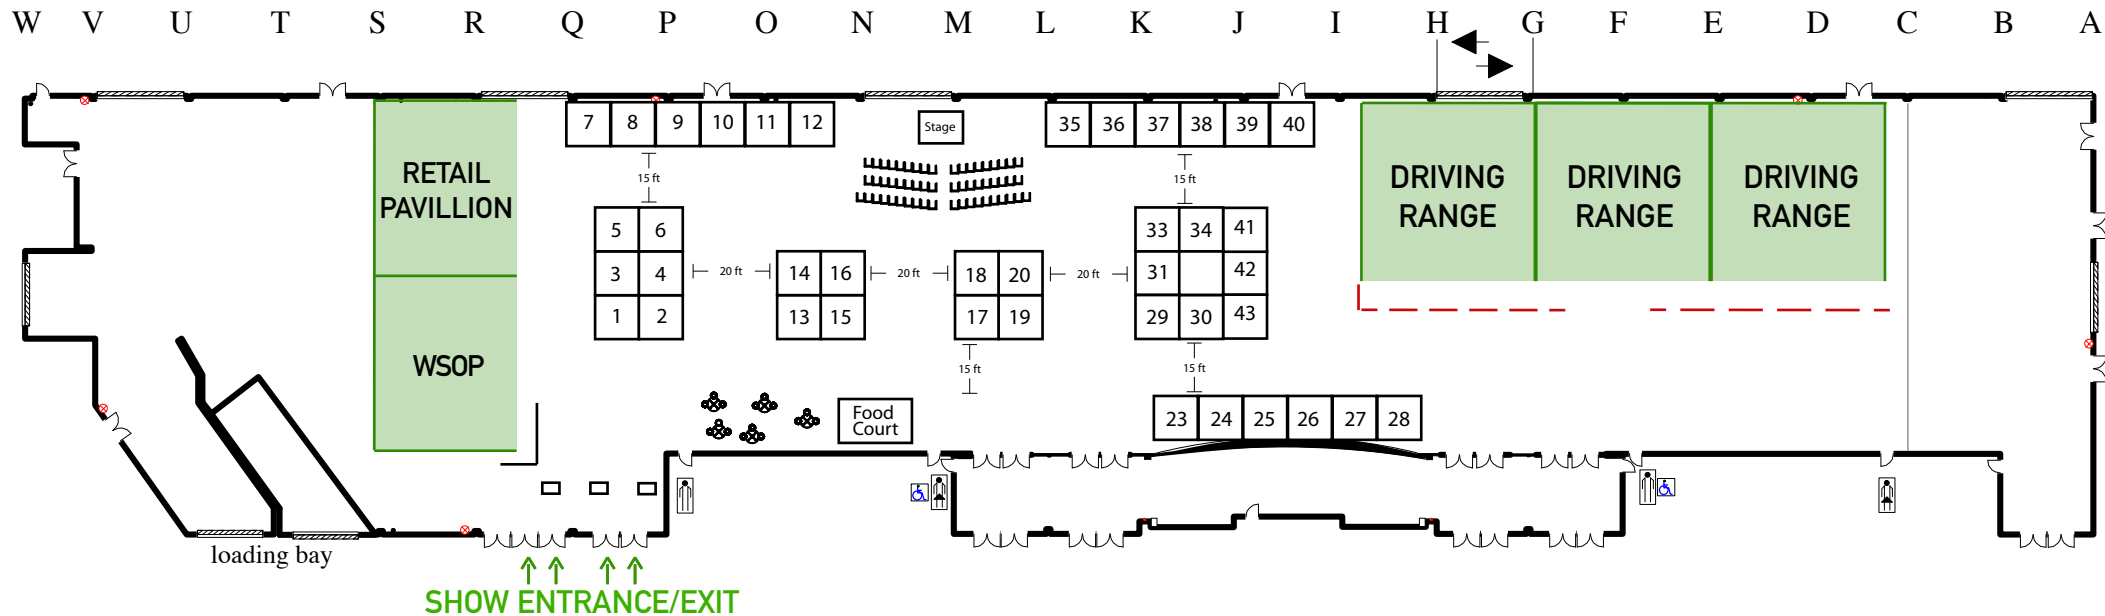 W V U T S R Q P O N M L K J I H G F E D C B A
7 8 9 10 11 12
Stage
35 36 37 38 39 40
RETAIL
PAVILLION
DRIVING
RANGE
DRIVING
RANGE
DRIVING
RANGE
15 ft
15 ft
5 6
3 4
1 2
20 ft
14 16
13 15
20 ft
18 20
17 19
20 ft
33 34 41
31 42
29 30 43
WSOP
15 ft
15 ft
Food
Court
23 24 25 26 27 28
loading bay
SHOW ENTRANCE/EXIT